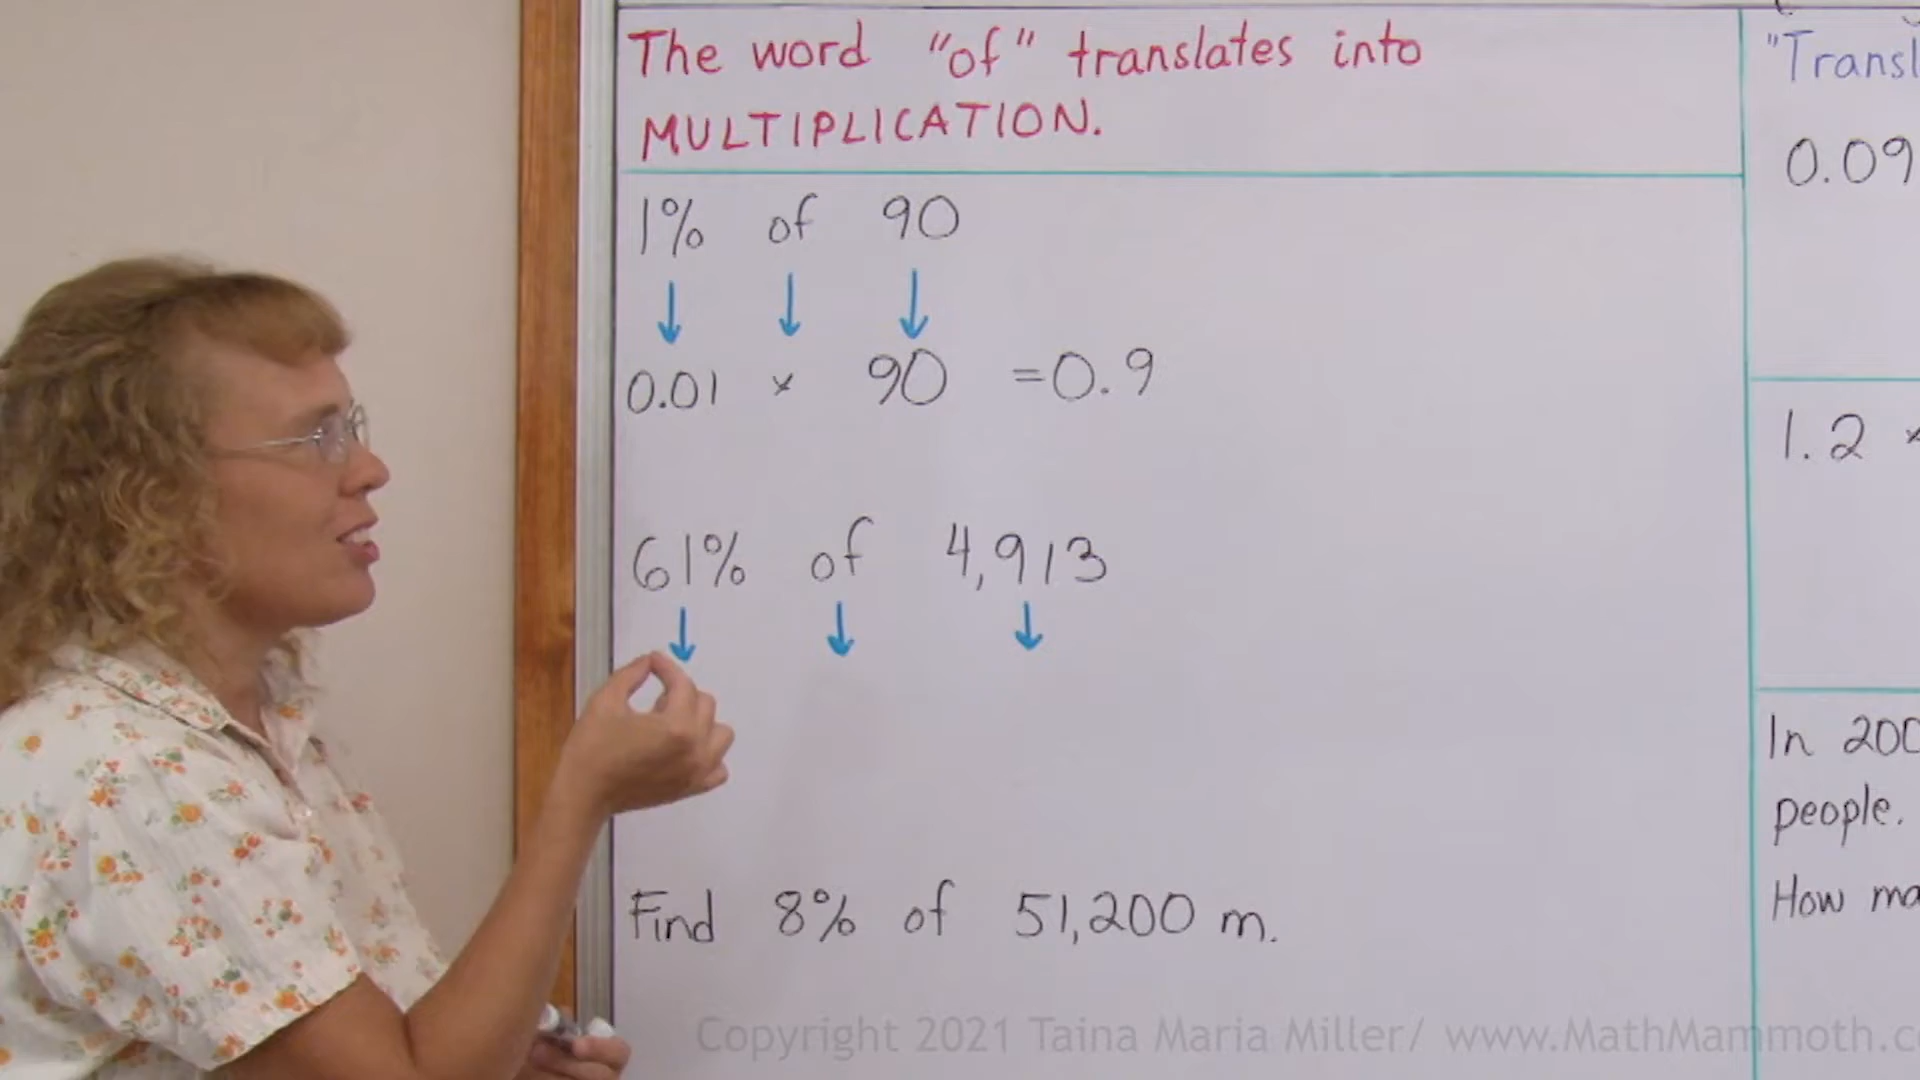 The word "of" translates into
MULTIPLICATION.
1% of 90
0.01 × 90 = 0.9
61% of 4,913
Find 8% of 51,200 m.
"Transl
0.09
1.2
In 200
people.
How ma
Copyright 2021 Taina Maria Miller/ www.MathMammoth.c